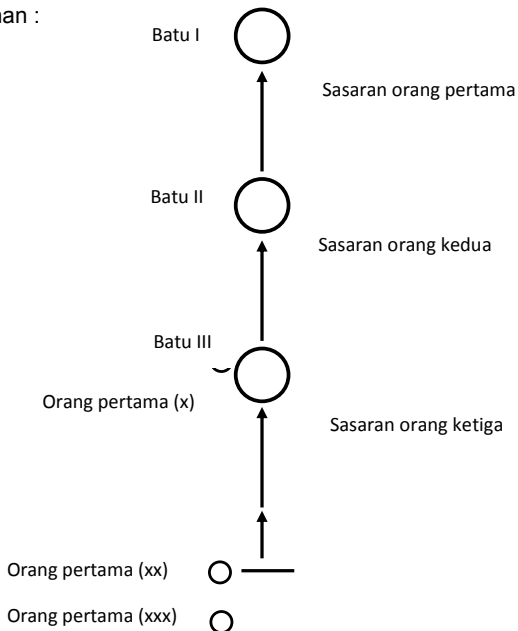 an :
Batu I
Sasaran orang pertama
Batu II
Sasaran orang kedua
Batu III
Orang pertama (x)
Sasaran orang ketiga
Orang pertama (xx)
Orang pertama (xxx)